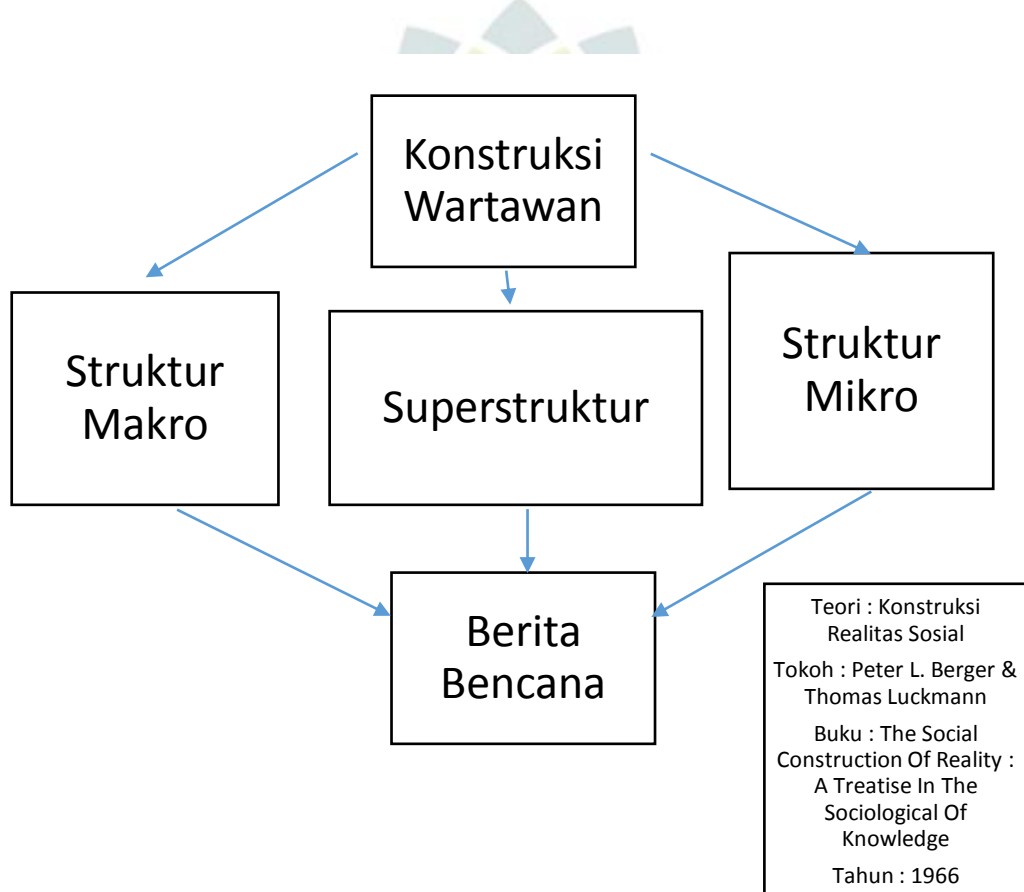 Konstruksi
Wartawan
Struktur
Makro
Superstruktur
Struktur
Mikro
Berita
Bencana
Teori : Konstruksi
Realitas Sosial
Tokoh : Peter L. Berger &
Thomas Luckmann
Buku : The Social
Construction Of Reality :
A Treatise In The
Sociological Of
Knowledge
Tahun : 1966